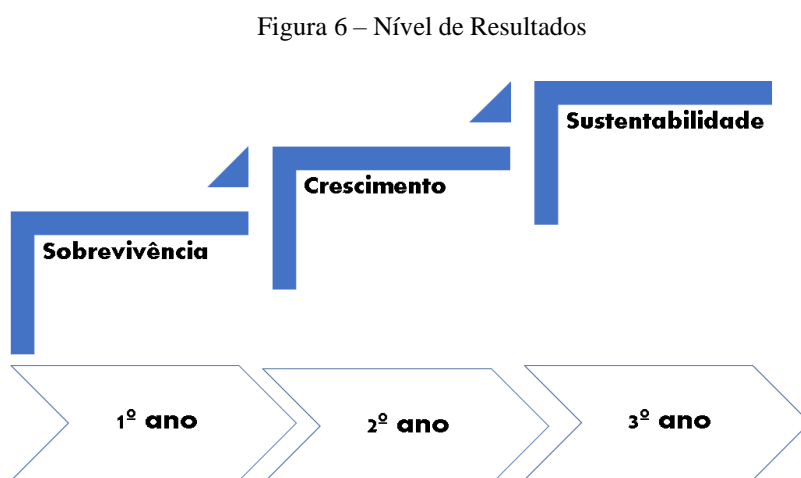 Figura 6 – Nível de Resultados
Sustentabilidade
Crescimento
Sobrevivência
1º ano
2º ano
3º ano